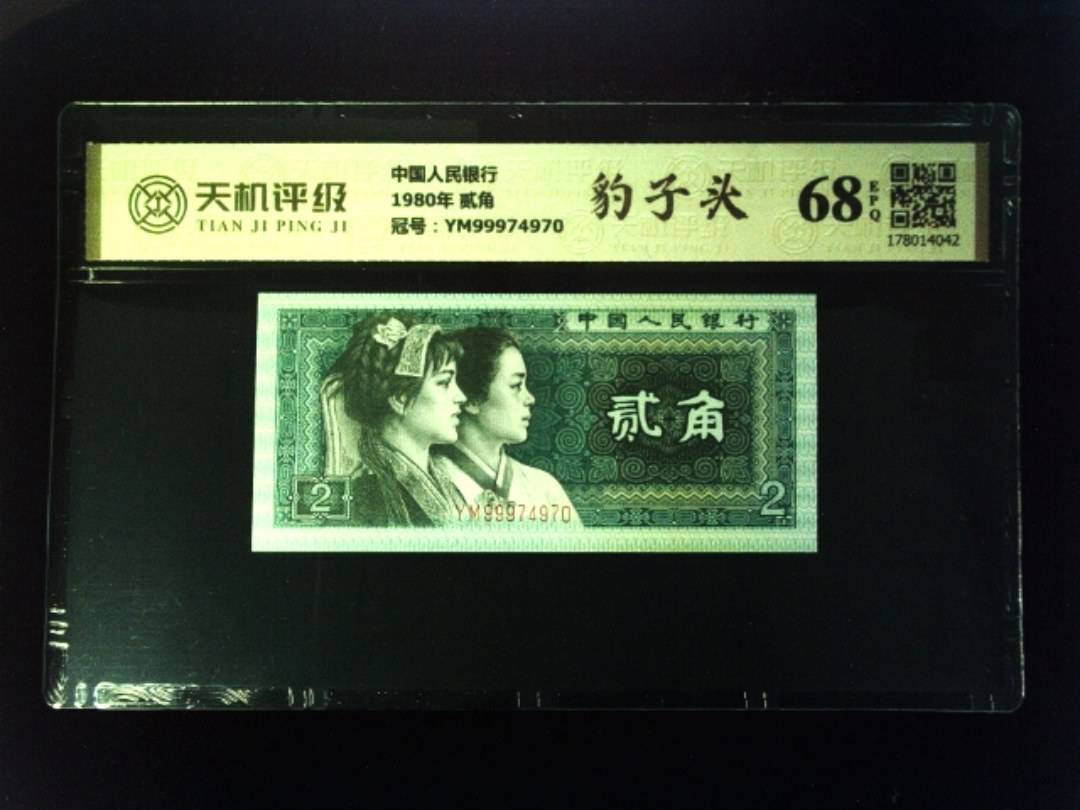 天机评级
TIAN JI PING JI
中国人民银行
1980年 贰角
冠号：YM99974970
豹子头
68
EPQ
178014042
中国人民银行
贰角
2
2
YM99974970